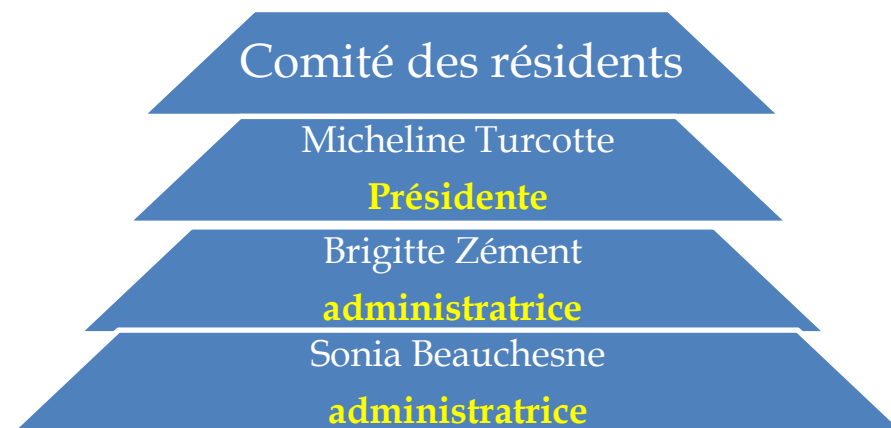 Comité des résidents
Micheline Turcotte
Présidente
Brigitte Zément
administratrice
Sonia Beauchesne
administratrice